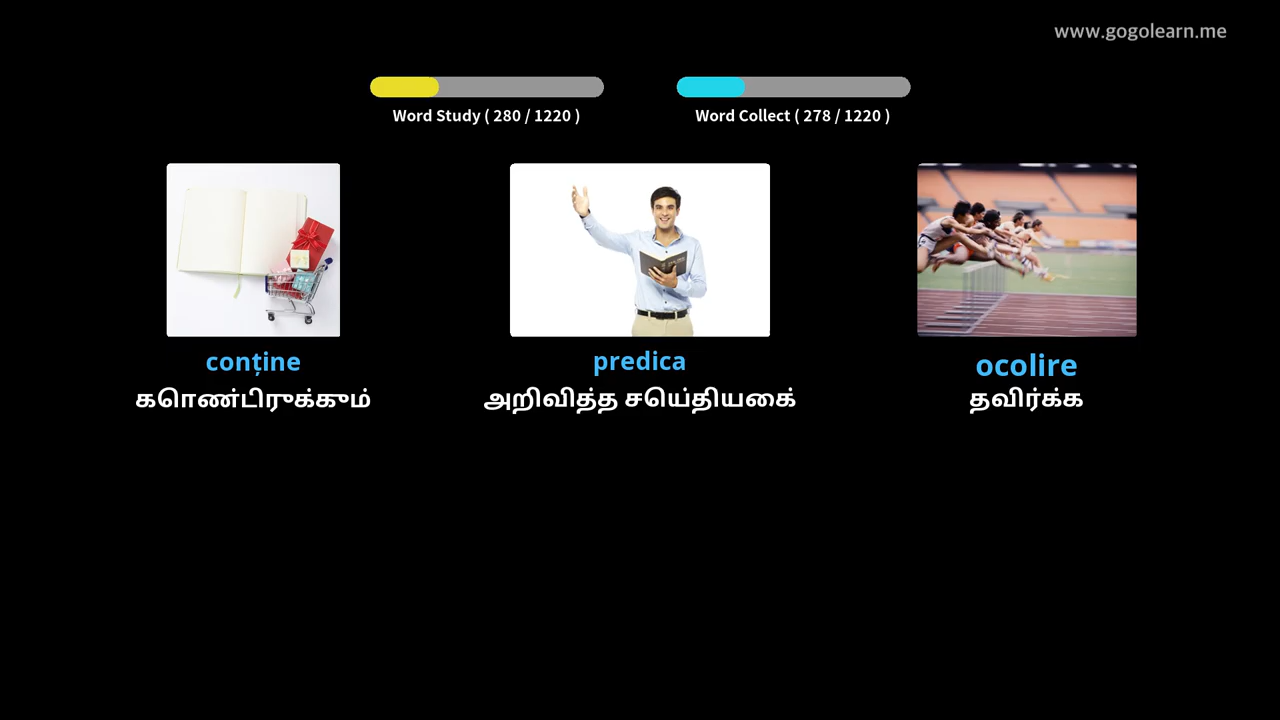 www.gogolearn.me
Word Study ( 280 / 1220 )
Word Collect ( 278 / 1220 )
conține
கொண்டிருக்கும்
predica
அறிவித்த செய்தியைக்
ocolire
தவிர்க்க